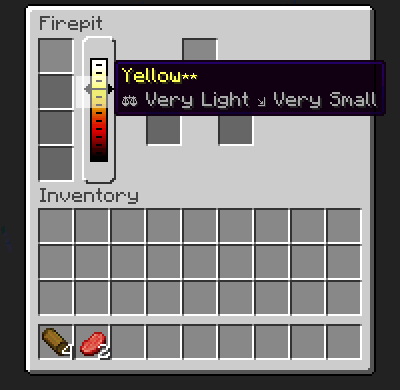 Firepit
Yellow**
⚖ Very Light ⇲ Very Small
Inventory
4
2